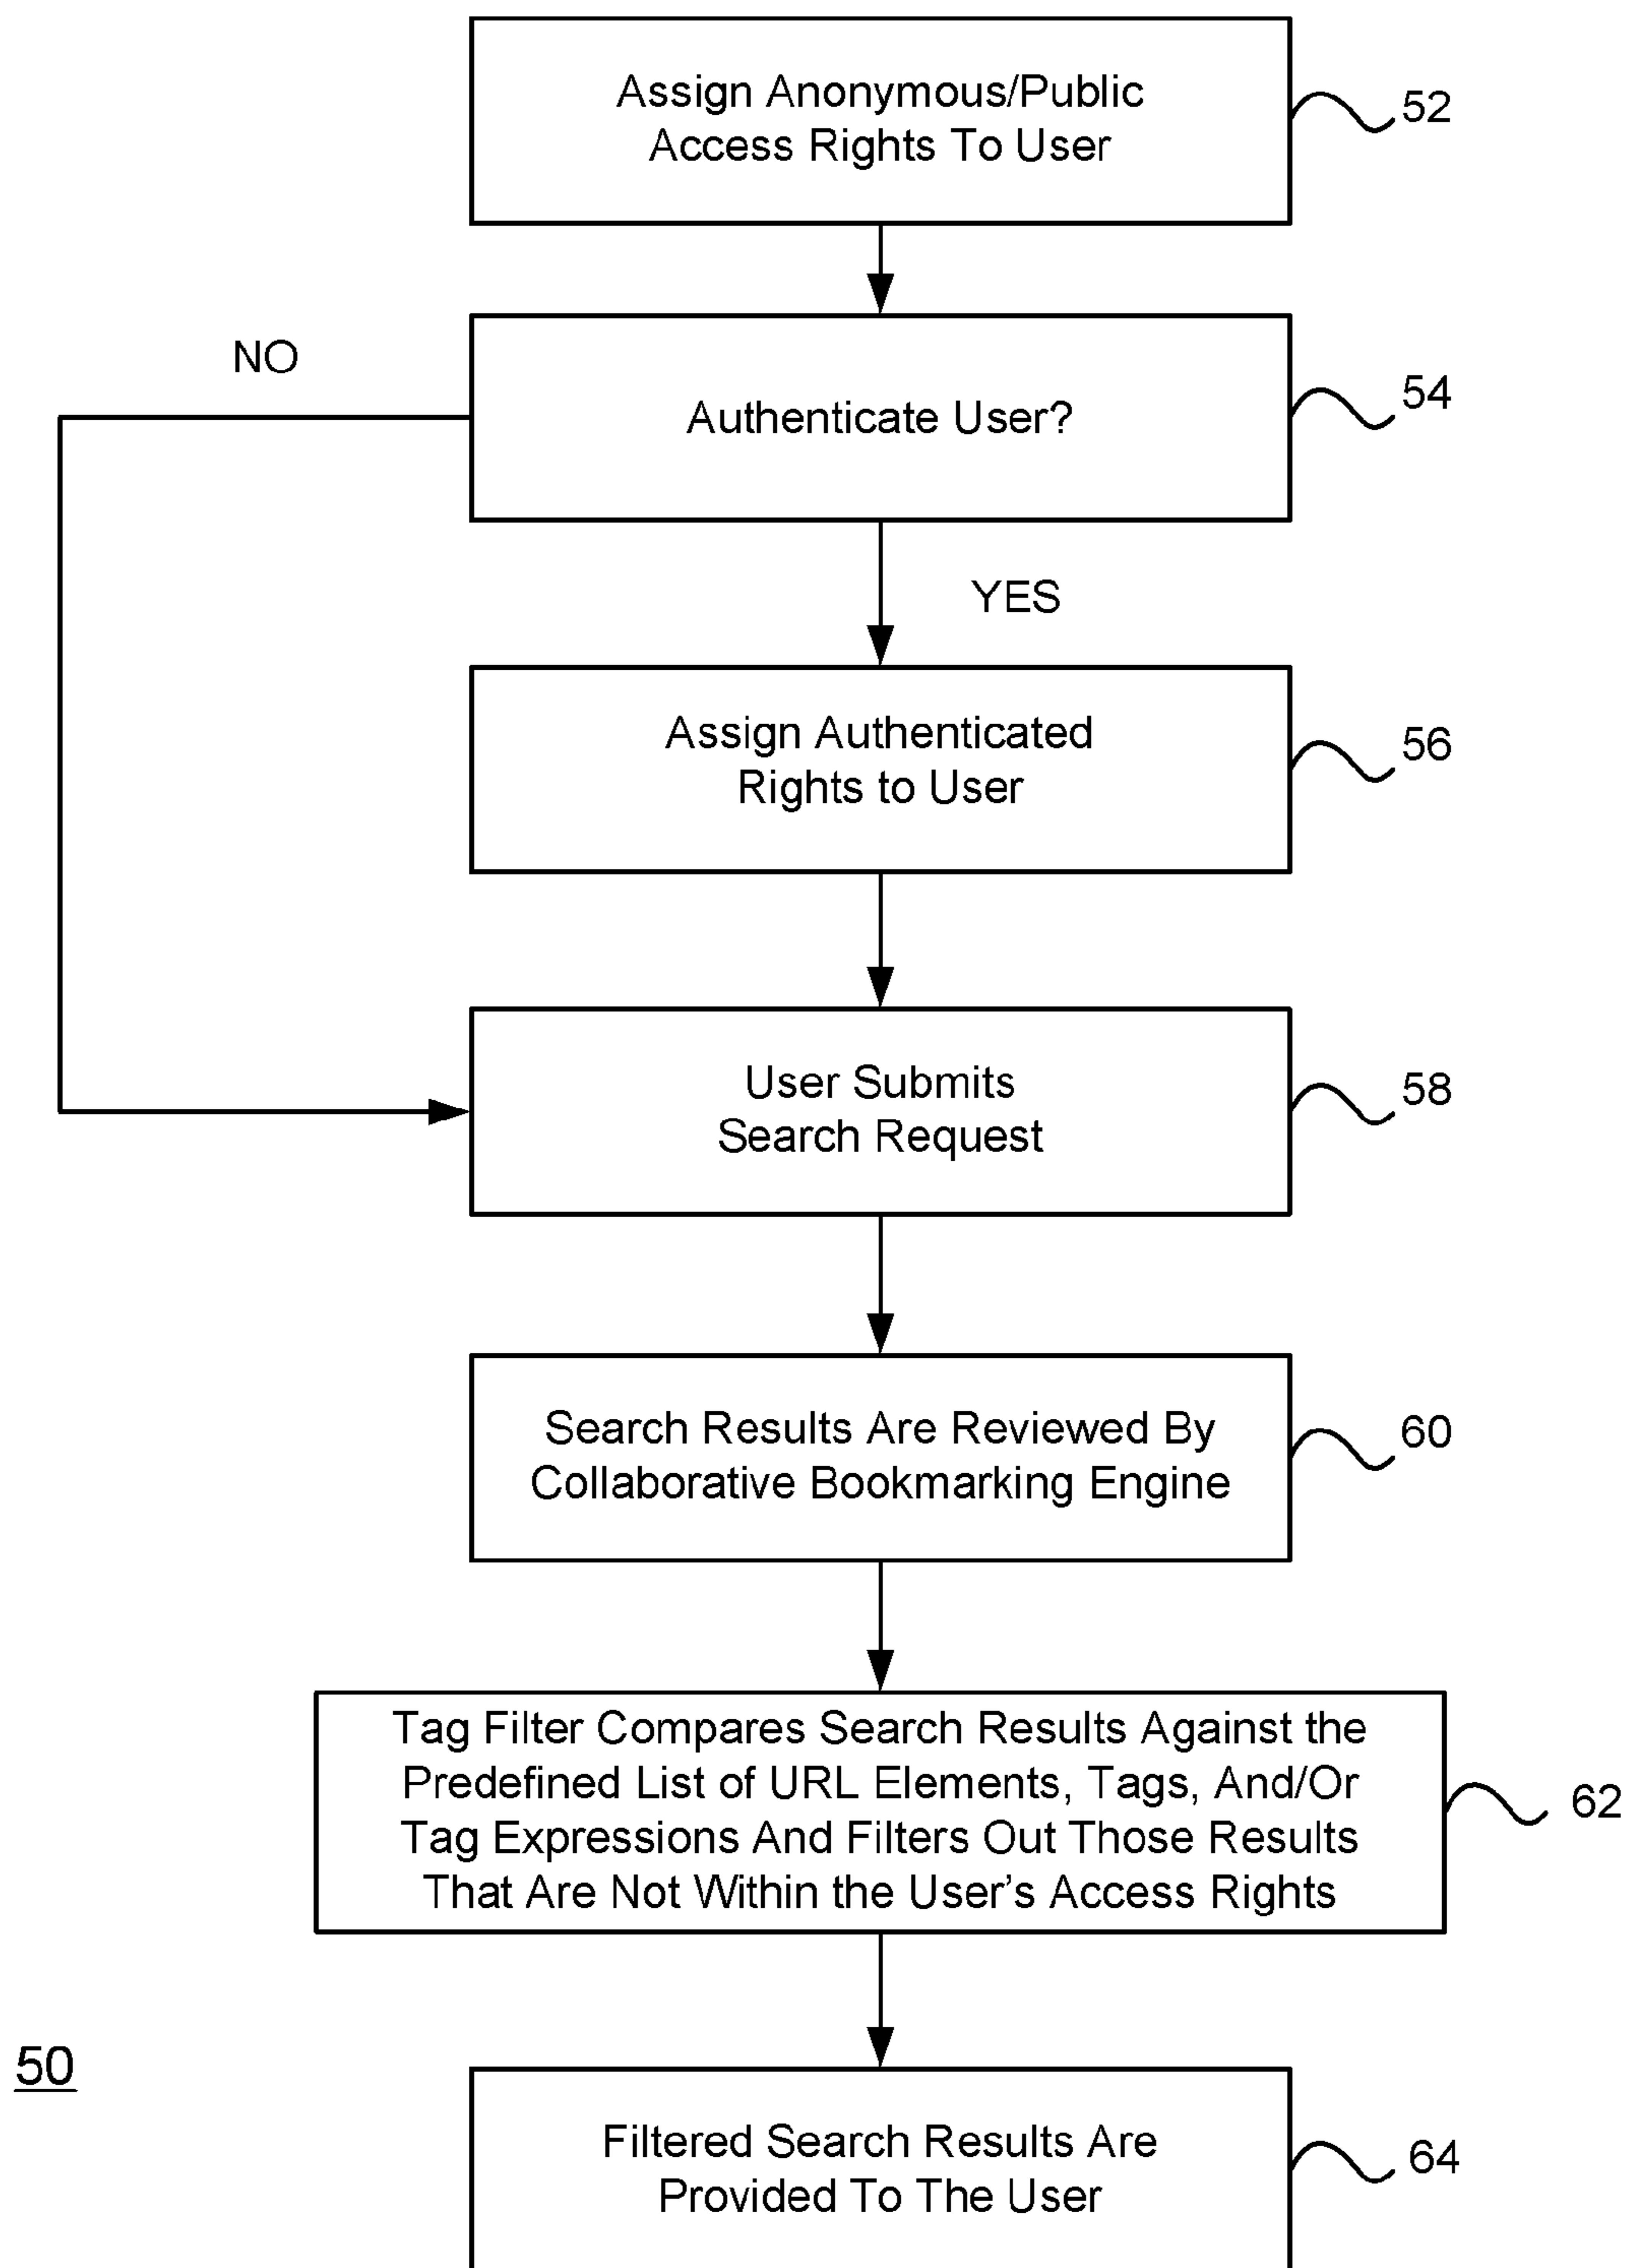 Assign Anonymous/Public
Access Rights To User
52
NO
Authenticate User?
54
YES
Assign Authenticated
Rights to User
56
User Submits
Search Request
58
Search Results Are Reviewed By
Collaborative Bookmarking Engine
60
Tag Filter Compares Search Results Against the
Predefined List of URL Elements, Tags, And/Or
Tag Expressions And Filters Out Those Results
That Are Not Within the User's Access Rights
62
50
Filtered Search Results Are
Provided To The User
64